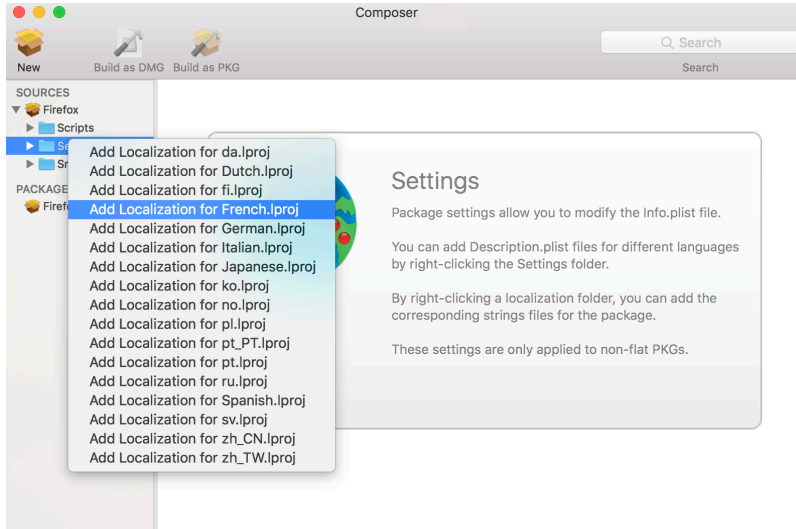 Composer
New
Build as DMG
Build as PKG
Search
Search
SOURCES
Firefox
Scripts
PACKAGE
Add Localization for da.lproj
Add Localization for Dutch.lproj
Add Localization for fi.lproj
Add Localization for French.lproj
Add Localization for German.lproj
Add Localization for Italian.lproj
Add Localization for Japanese.lproj
Add Localization for ko.lproj
Add Localization for no.lproj
Add Localization for pl.lproj
Add Localization for pt_PT.lproj
Add Localization for pt.lproj
Add Localization for ru.lproj
Add Localization for Spanish.lproj
Add Localization for sv.lproj
Add Localization for zh_CN.lproj
Add Localization for zh_TW.lproj
Settings
Package settings allow you to modify the Info.plist file.
You can add Description.plist files for different languages
by right-clicking the Settings folder.
By right-clicking a localization folder, you can add the
corresponding strings files for the package.
These settings are only applied to non-flat PKGs.